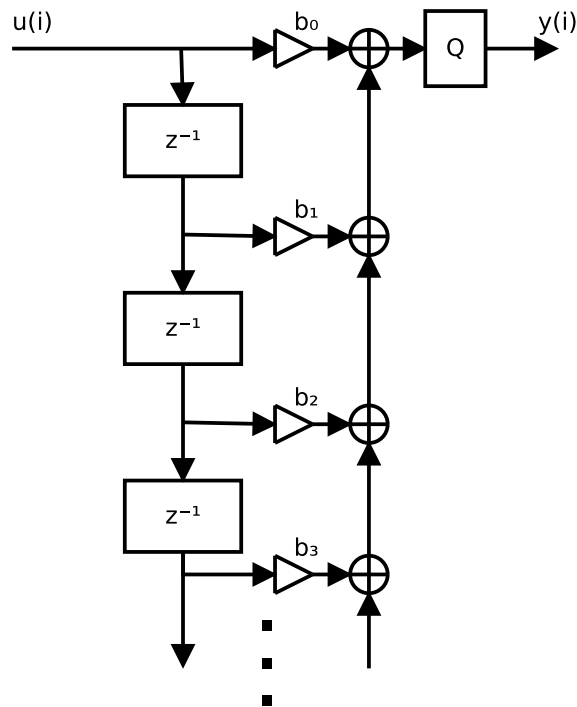 u(i) b₀ y(i)
Q
z⁻¹
b₁
z⁻¹
b₂
z⁻¹
b₃